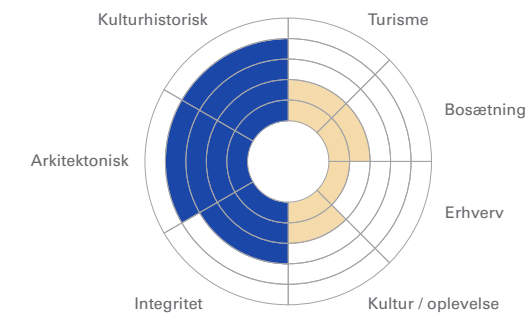 Kulturhistorisk
Turisme
Bosætning
Arkitektonisk
Erhverv
Integritet
Kultur / oplevelse